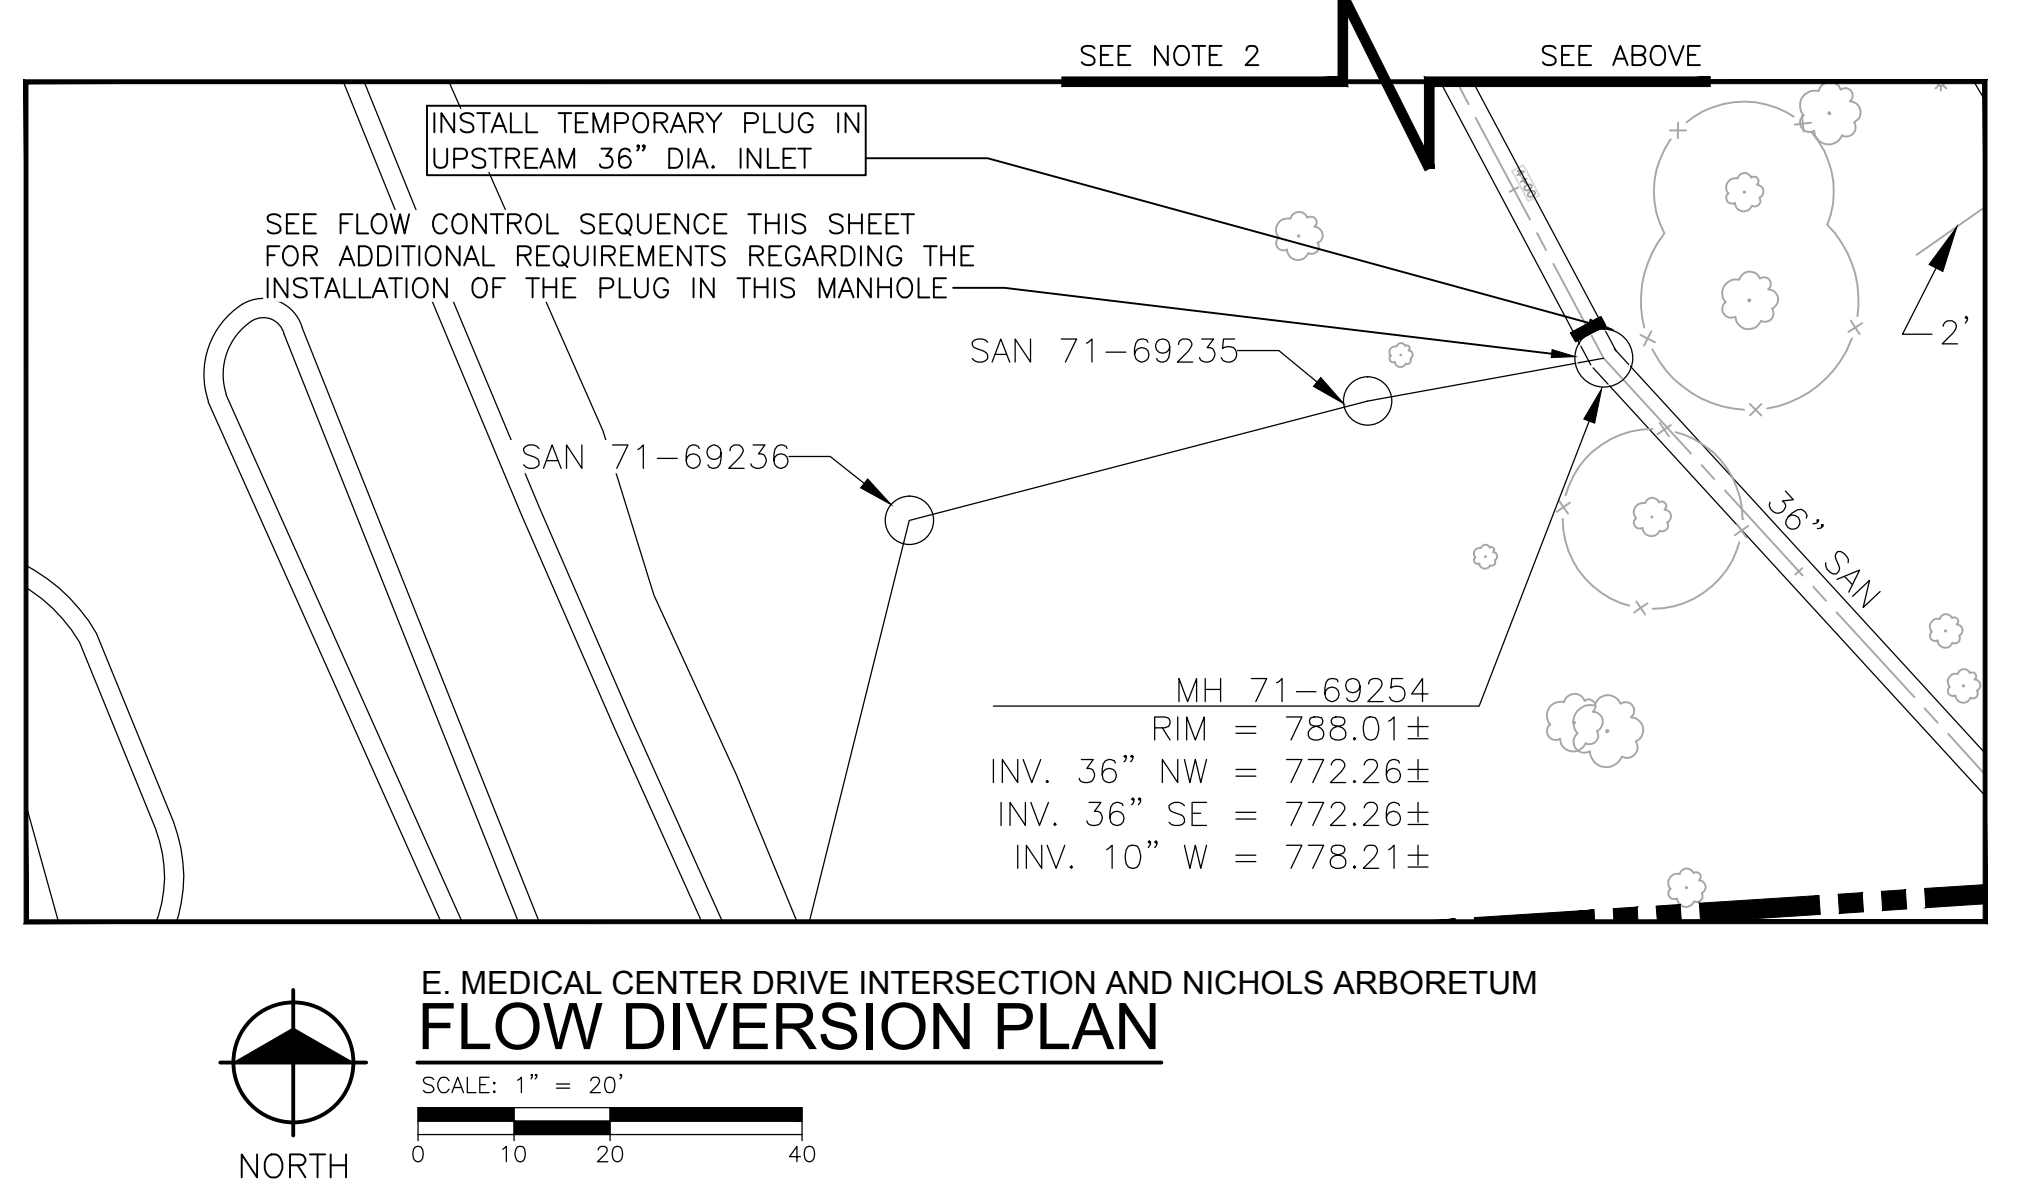 SEE NOTE 2
SEE ABOVE
INSTALL TEMPORARY PLUG IN
UPSTREAM 36" DIA. INLET
SEE FLOW CONTROL SEQUENCE THIS SHEET
FOR ADDITIONAL REQUIREMENTS REGARDING THE
INSTALLATION OF THE PLUG IN THIS MANHOLE
2'
SAN 71-69235
SAN 71-69236
36" SAN
MH 71-69254
RIM = 788.01±
INV. 36" NW = 772.26±
INV. 36" SE = 772.26±
INV. 10" W = 778.21±
E. MEDICAL CENTER DRIVE INTERSECTION AND NICHOLS ARBORETUM
FLOW DIVERSION PLAN
SCALE: 1" = 20'
0 10 20 40
NORTH